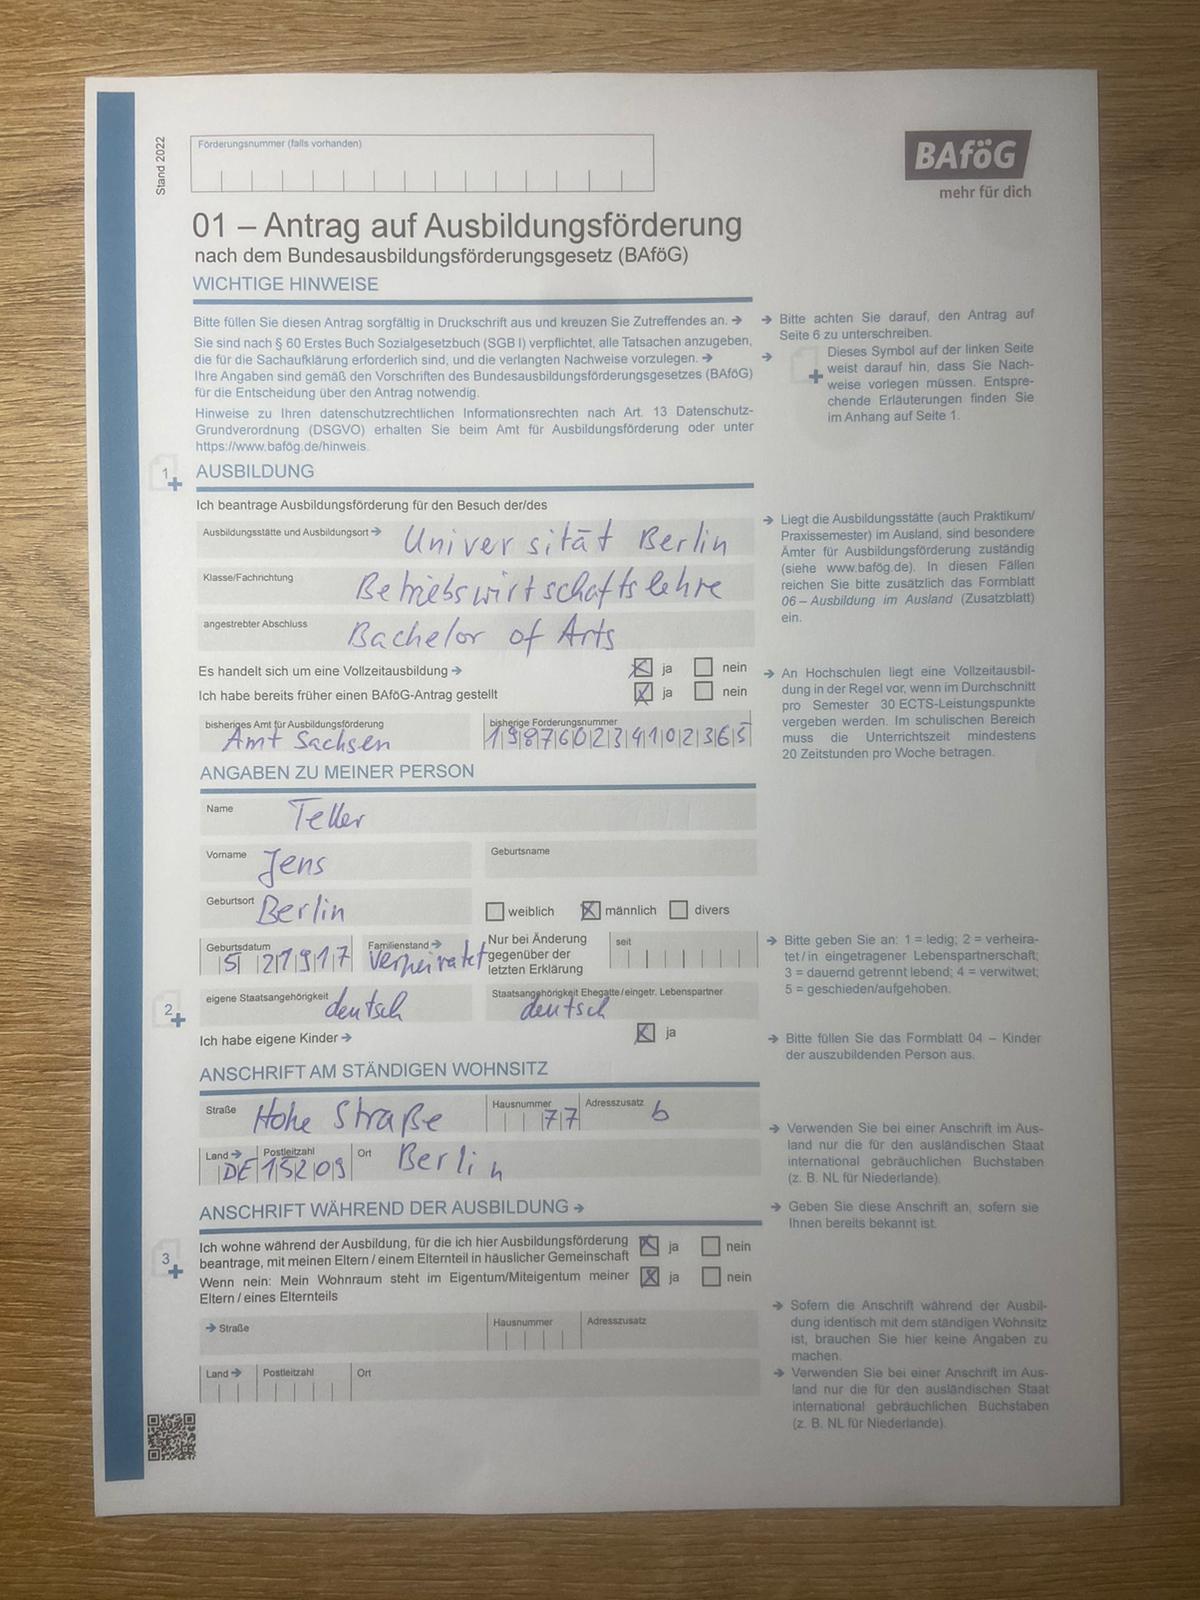 Stand 2022
Förderungsnummer (falls vorhanden)
BAföG
mehr für dich
01 – Antrag auf Ausbildungsförderung
nach dem Bundesausbildungsförderungsgesetz (BAföG)
WICHTIGE HINWEISE
Bitte füllen Sie diesen Antrag sorgfältig in Druckschrift aus und kreuzen Sie Zutreffendes an. →
Sie sind nach § 60 Erstes Buch Sozialgesetzbuch (SGB I) verpflichtet, alle Tatsachen anzugeben,
die für die Sachaufklärung erforderlich sind, und die verlangten Nachweise vorzulegen. →
Ihre Angaben sind gemäß den Vorschriften des Bundesausbildungsförderungsgesetzes (BAföG)
für die Entscheidung über den Antrag notwendig.
Hinweise zu Ihren datenschutzrechtlichen Informationsrechten nach Art. 13 Datenschutz-
Grundverordnung (DSGVO) erhalten Sie beim Amt für Ausbildungsförderung oder unter
https://www.bafög.de/hinweis.
→ Bitte achten Sie darauf, den Antrag auf
Seite 6 zu unterschreiben.
→ Dieses Symbol auf der linken Seite
weist darauf hin, dass Sie Nach-
weise vorlegen müssen. Entspre-
chende Erläuterungen finden Sie
im Anhang auf Seite 1.
1 AUSBILDUNG
Ich beantrage Ausbildungsförderung für den Besuch der/des
Ausbildungsstätte und Ausbildungsort → Universität Berlin
Klasse/Fachrichtung Betriebswirtschaftslehre
angestrebter Abschluss Bachelor of Arts
→ Liegt die Ausbildungsstätte (auch Praktikum/
Praxissemester) im Ausland, sind besondere
Ämter für Ausbildungsförderung zuständig
(siehe www.bafög.de). In diesen Fällen
reichen Sie bitte zusätzlich das Formblatt
06 – Ausbildung im Ausland (Zusatzblatt)
ein.
Es handelt sich um eine Vollzeitausbildung → ja nein
Ich habe bereits früher einen BAföG-Antrag gestellt ja nein
→ An Hochschulen liegt eine Vollzeitausbil-
dung in der Regel vor, wenn im Durchschnitt
pro Semester 30 ECTS-Leistungspunkte
vergeben werden. Im schulischen Bereich
muss die Unterrichtszeit mindestens
20 Zeitstunden pro Woche betragen.
bisheriges Amt für Ausbildungsförderung bisherige Förderungsnummer
Amt Sachsen 198760234102365
ANGABEN ZU MEINER PERSON
Name Teller
Vorname Jens Geburtsname
Geburtsort Berlin weiblich männlich divers
Geburtsdatum 5 21917 Familienstand → verheiratet
Nur bei Änderung
gegenüber der
letzten Erklärung
seit
→ Bitte geben Sie an: 1 = ledig; 2 = verheira-
tet/in eingetragener Lebenspartnerschaft;
3 = dauernd getrennt lebend; 4 = verwitwet;
5 = geschieden/aufgehoben.
2 eigene Staatsangehörigkeit deutsch Staatsangehörigkeit Ehegatte/eingetr. Lebenspartner deutsch
Ich habe eigene Kinder → ja
→ Bitte füllen Sie das Formblatt 04 – Kinder
der auszubildenden Person aus.
ANSCHRIFT AM STÄNDIGEN WOHNSITZ
Straße Hohe Straße Hausnummer 77 Adresszusatz b
Land → DE Postleitzahl 15209 Ort Berlin
→ Verwenden Sie bei einer Anschrift im Aus-
land nur die für den ausländischen Staat
international gebräuchlichen Buchstaben
(z. B. NL für Niederlande).
ANSCHRIFT WÄHREND DER AUSBILDUNG →
→ Geben Sie diese Anschrift an, sofern sie
Ihnen bereits bekannt ist.
3 Ich wohne während der Ausbildung, für die ich hier Ausbildungsförderung
beantrage, mit meinen Eltern / einem Elternteil in häuslicher Gemeinschaft ja nein
Wenn nein: Mein Wohnraum steht im Eigentum/Miteigentum meiner
Eltern / eines Elternteils ja nein
→ Straße Hausnummer Adresszusatz
Land → Postleitzahl Ort
→ Sofern die Anschrift während der Ausbil-
dung identisch mit dem ständigen Wohnsitz
ist, brauchen Sie hier keine Angaben zu
machen.
→ Verwenden Sie bei einer Anschrift im Aus-
land nur die für den ausländischen Staat
international gebräuchlichen Buchstaben
(z. B. NL für Niederlande).